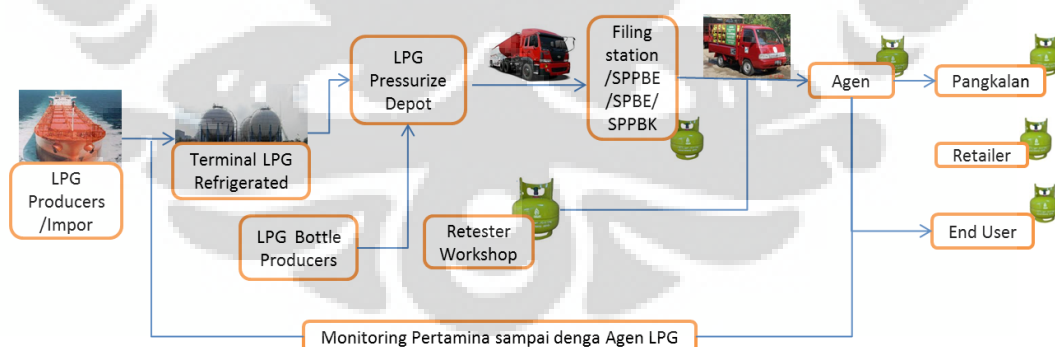 LPG
Producers
/Impor
Terminal LPG
Refrigerated
LPG
Pressurize
Depot
LPG Bottle
Producers
Retester
Workshop
Filing
station
/SPPBE
/SPBE/
SPPBK
Agen
Pangkalan
Retailer
End User
Monitoring Pertamina sampai denga Agen LPG